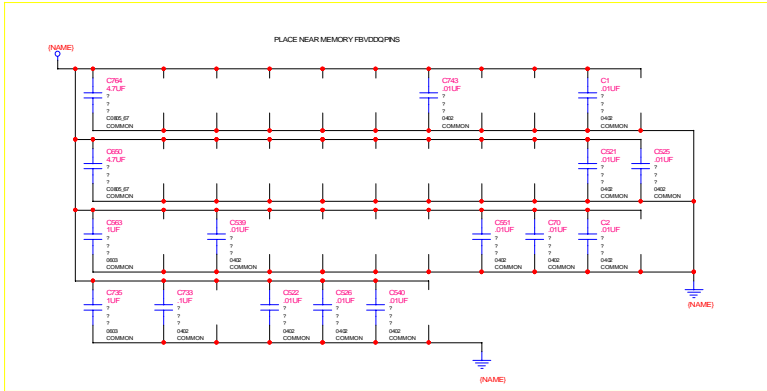 PLACE NEAR MEMORY FBVDDQPINS
(NAME)
C764
4.7UF
?
?
?
C0805_67
COMMON
C743
.01UF
?
?
?
0402
COMMON
C1
.01UF
?
?
?
0402
COMMON
C650
4.7UF
?
?
?
C0805_67
COMMON
C521
.01UF
?
?
?
0402
COMMON
C525
.01UF
?
?
?
0402
COMMON
C563
1UF
?
?
?
0603
COMMON
C539
.01UF
?
?
?
0402
COMMON
C551
.01UF
?
?
?
0402
COMMON
C70
.01UF
?
?
?
0402
COMMON
C2
.01UF
?
?
?
0402
COMMON
C735
1UF
?
?
?
0603
COMMON
C733
.1UF
?
?
?
0402
COMMON
C522
.01UF
?
?
?
0402
COMMON
C526
.01UF
?
?
?
0402
COMMON
C540
.01UF
?
?
?
0402
COMMON
(NAME)
(NAME)